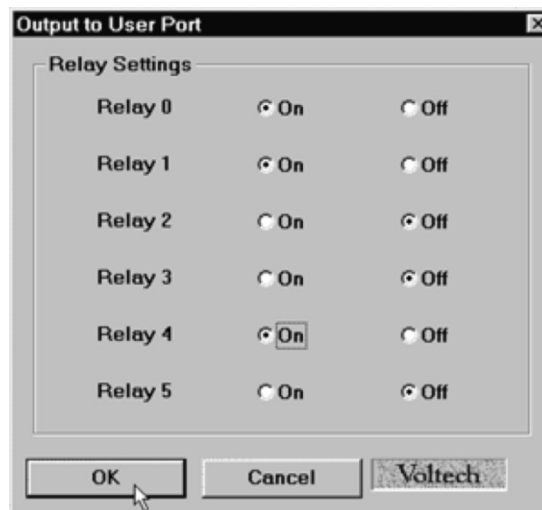 Output to User Port
Relay Settings
Relay 0 On Off
Relay 1 On Off
Relay 2 On Off
Relay 3 On Off
Relay 4 On Off
Relay 5 On Off
OK Cancel Voltech